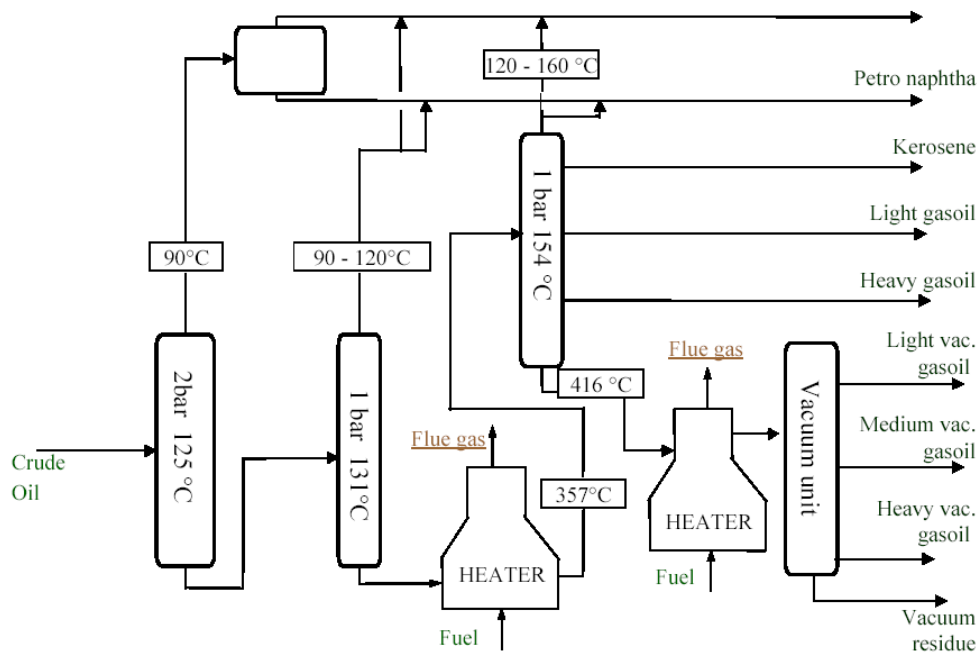 120 - 160 °C
Petro naphtha
Kerosene
1 bar 154 °C
Light gasoil
90°C
90 - 120°C
Heavy gasoil
Light vac.
gasoil
Flue gas
416 °C
2bar 125 °C
1 bar 131°C
Vacuum unit
Medium vac.
gasoil
Flue gas
Crude
Oil
357°C
HEATER
Heavy vac.
gasoil
HEATER
Fuel
Fuel
Vacuum
residue